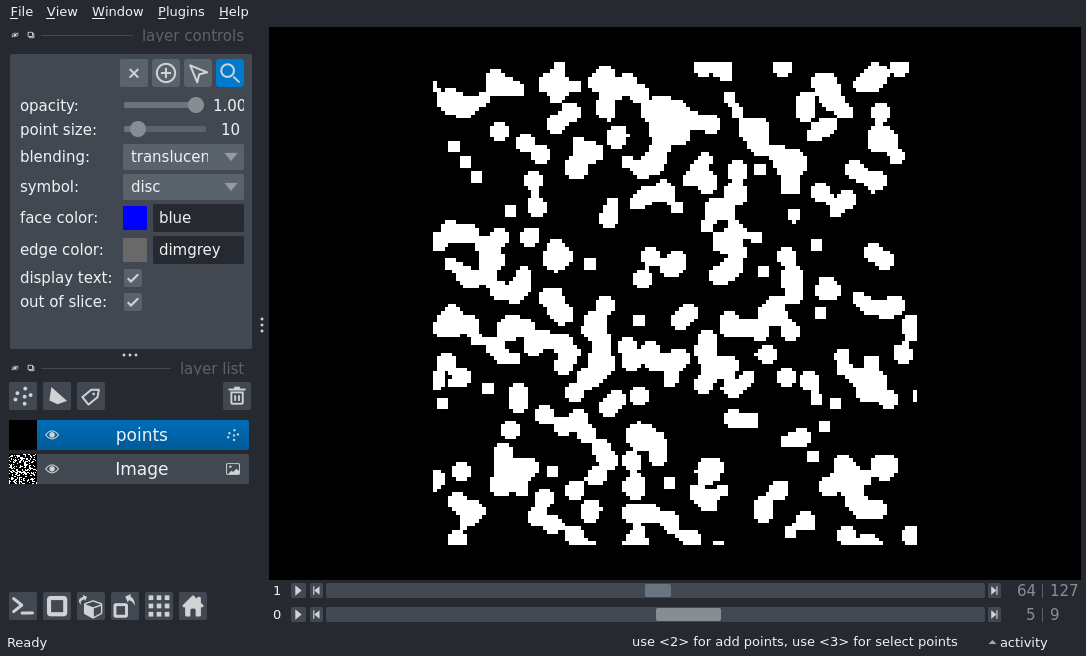 File View Window Plugins Help
layer controls
opacity: 1.00
point size: 10
blending: translucen
symbol: disc
face color: blue
edge color: dimgrey
display text:
out of slice:
layer list
points
Image
1 64 | 127
0 5 | 9
Ready use <2> for add points, use <3> for select points activity